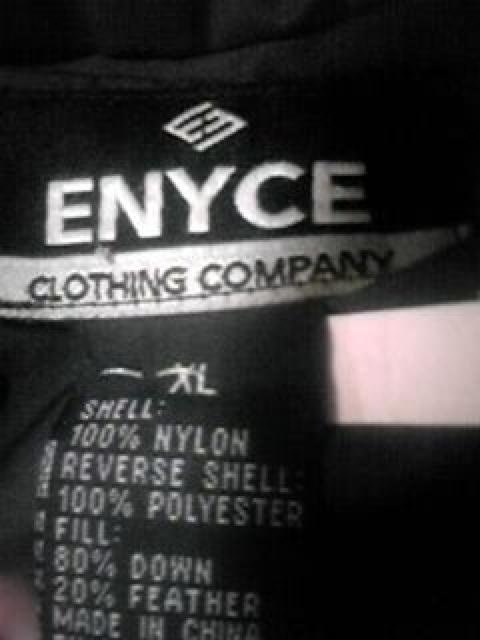 ENYCE
CLOTHING COMPANY
XL
SHELL:
100% NYLON
REVERSE SHELL:
100% POLYESTER
FILL:
80% DOWN
20% FEATHER
MADE IN CHINA